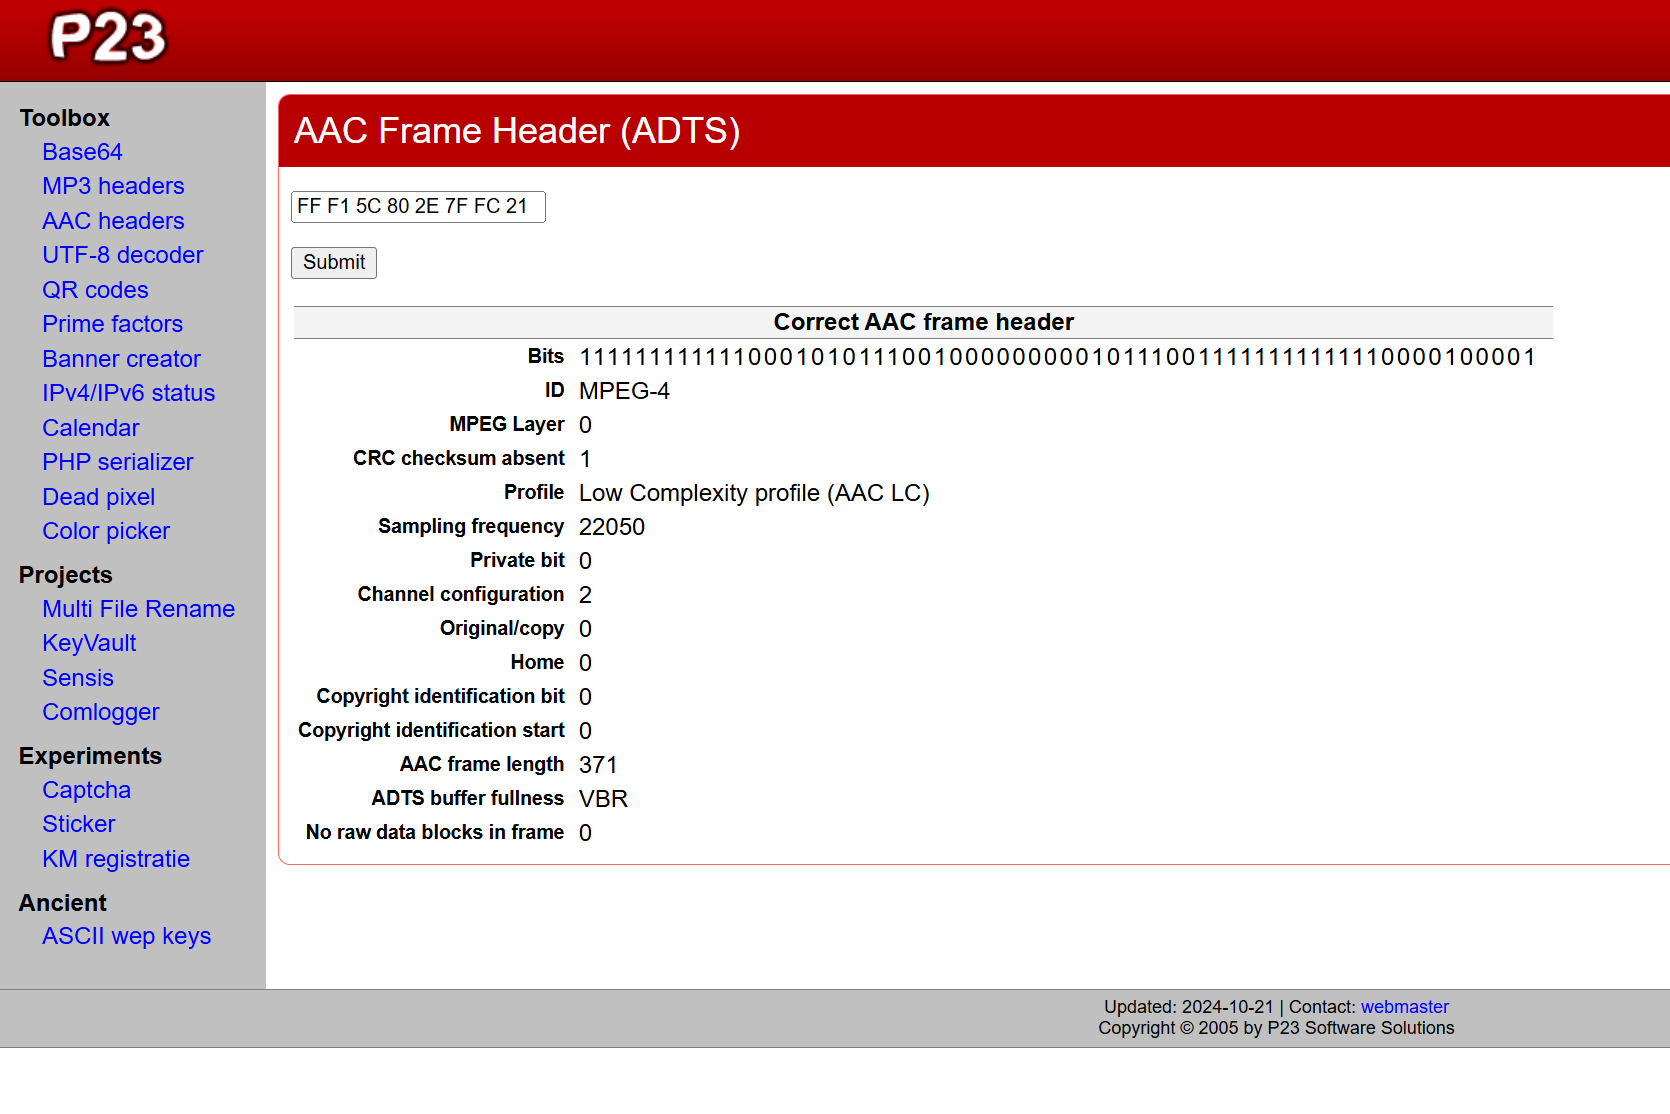 P23
Toolbox
Base64
MP3 headers
AAC headers
UTF-8 decoder
QR codes
Prime factors
Banner creator
IPv4/IPv6 status
Calendar
PHP serializer
Dead pixel
Color picker
Projects
Multi File Rename
KeyVault
Sensis
Comlogger
Experiments
Captcha
Sticker
KM registratie
Ancient
ASCII wep keys
AAC Frame Header (ADTS)
FF F1 5C 80 2E 7F FC 21
Submit
Correct AAC frame header
Bits 1111111111110001010111001000000000101110011111111111110000100001
ID MPEG-4
MPEG Layer 0
CRC checksum absent 1
Profile Low Complexity profile (AAC LC)
Sampling frequency 22050
Private bit 0
Channel configuration 2
Original/copy 0
Home 0
Copyright identification bit 0
Copyright identification start 0
AAC frame length 371
ADTS buffer fullness VBR
No raw data blocks in frame 0
Updated: 2024-10-21 | Contact: webmaster
Copyright © 2005 by P23 Software Solutions